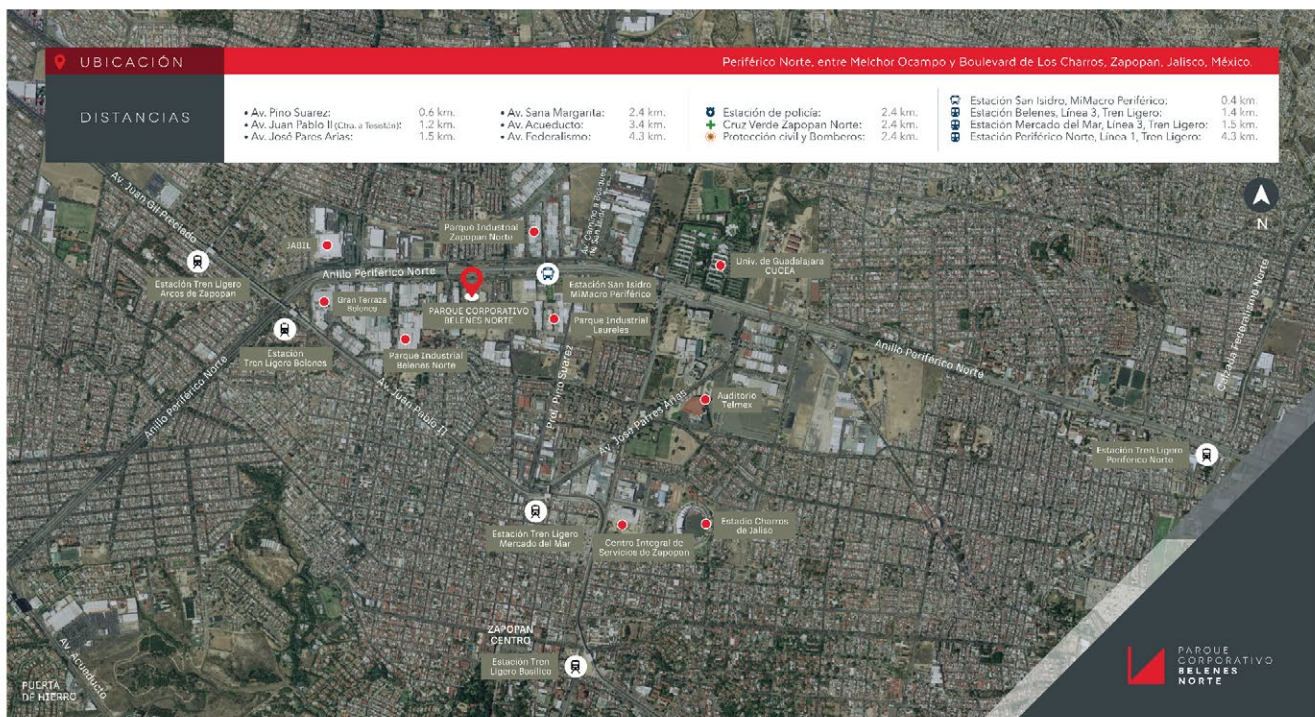 UBICACIÓN
Periférico Norte, entre Melchor Ocampo y Boulevard de Los Charros, Zapopan, Jalisco, México.
DISTANCIAS
• Av. Pino Suarez: 0.6 km.
• Av. Juan Pablo II (Ctra. a Tesistán): 1.2 km.
• Av. José Pares Arias: 1.5 km.
• Av. Sana Margarita: 2.4 km.
• Av. Acueducto: 3.4 km.
• Av. Federalismo: 4.3 km.
Estación de policía: 2.4 km.
Cruz Verde Zapopan Norte: 2.4 km.
Protección civil y Bomberos: 2.4 km.
Estación San Isidro, MiMacro Periférico: 0.4 km.
Estación Belenes, Línea 3, Tren Ligero: 1.4 km.
Estación Mercado del Mar, Línea 3, Tren Ligero: 1.5 km.
Estación Periférico Norte, Línea 1, Tren Ligero: 4.3 km.
N
Av. Juan Gil Preciado
JABIL
Parque Industrial
Zapopan Norte
Univ. de Guadalajara
CUCEA
Estación Tren Ligero
Arcos de Zapopan
Anillo Periférico Norte
Estación San Isidro
MiMacro Periférico
Gran Terraza
Belenes
PARQUE CORPORATIVO
BELENES NORTE
Parque Industrial
Laureles
Estación
Tren Ligero Belenes
Parque Industrial
Belenes Norte
Anillo Periférico Norte
Anillo Periférico Norte
Calzada Federalismo Norte
Av. Juan Pablo II
Prol. Pino Suárez
Av. José Parres Arias
Auditorio
Telmex
Estación Tren Ligero
Periférico Norte
Estación Tren Ligero
Mercado del Mar
Centro Integral de
Servicios de Zapopan
Estadio Charros
de Jalisco
ZAPOPAN
CENTRO
Estación Tren
Ligero Basílica
Av. Acueducto
PUERTA
DE HIERRO
PARQUE
CORPORATIVO
BELENES
NORTE